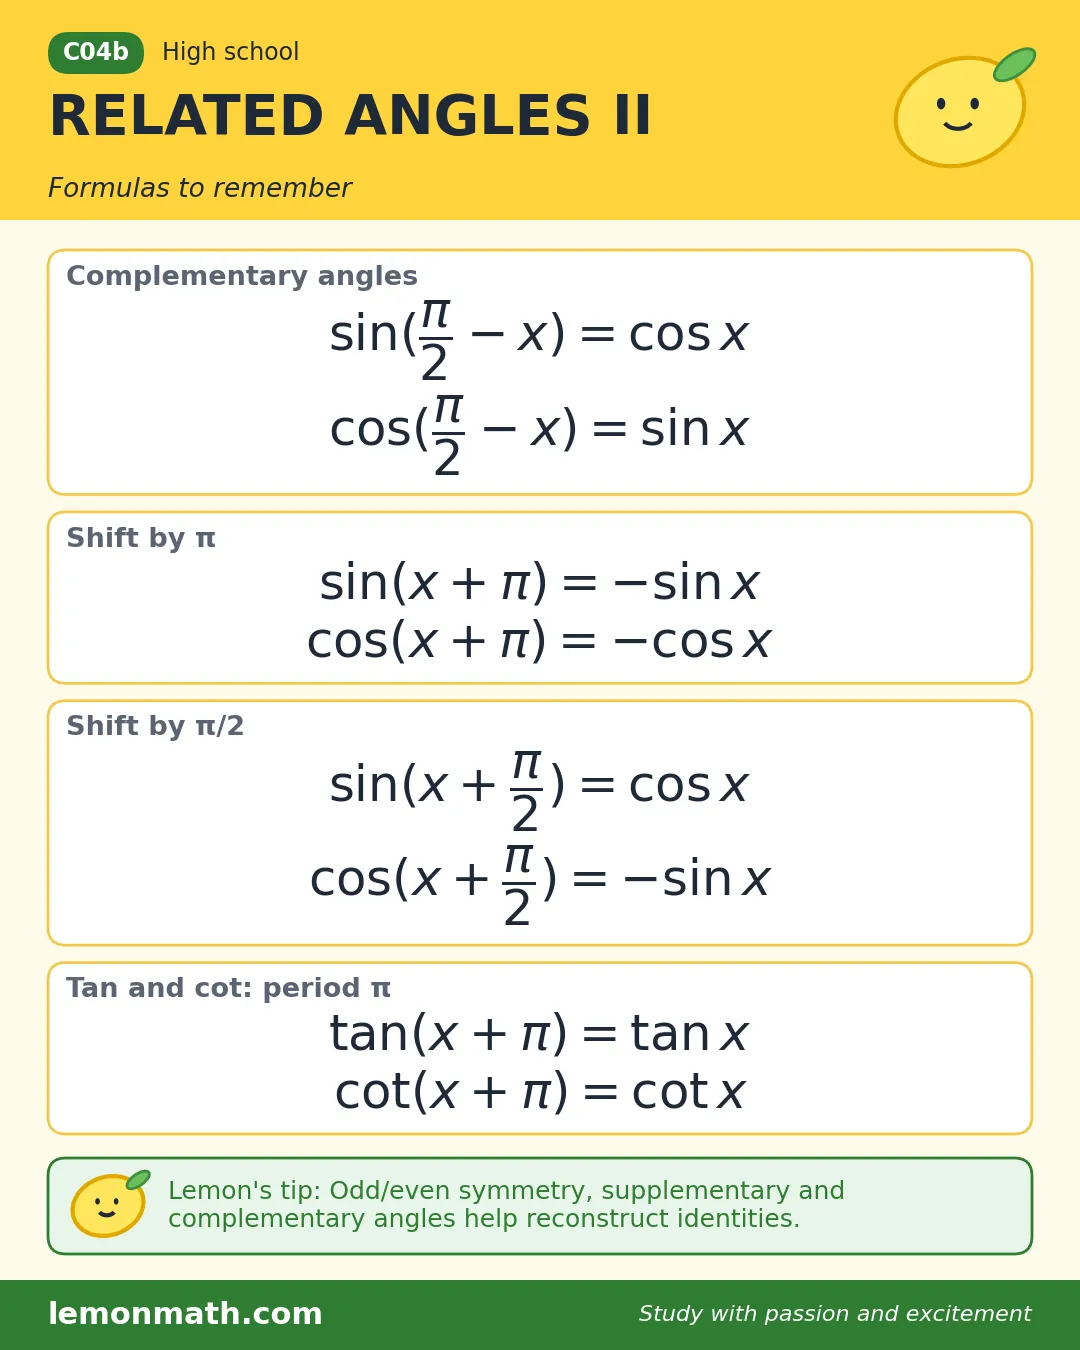 C04b High school
RELATED ANGLES II
Formulas to remember
Complementary angles
sin(π/2 − x) = cos x
cos(π/2 − x) = sin x
Shift by π
sin(x + π) = −sin x
cos(x + π) = −cos x
Shift by π/2
sin(x + π/2) = cos x
cos(x + π/2) = −sin x
Tan and cot: period π
tan(x + π) = tan x
cot(x + π) = cot x
Lemon's tip: Odd/even symmetry, supplementary and
complementary angles help reconstruct identities.
lemonmath.com Study with passion and excitement